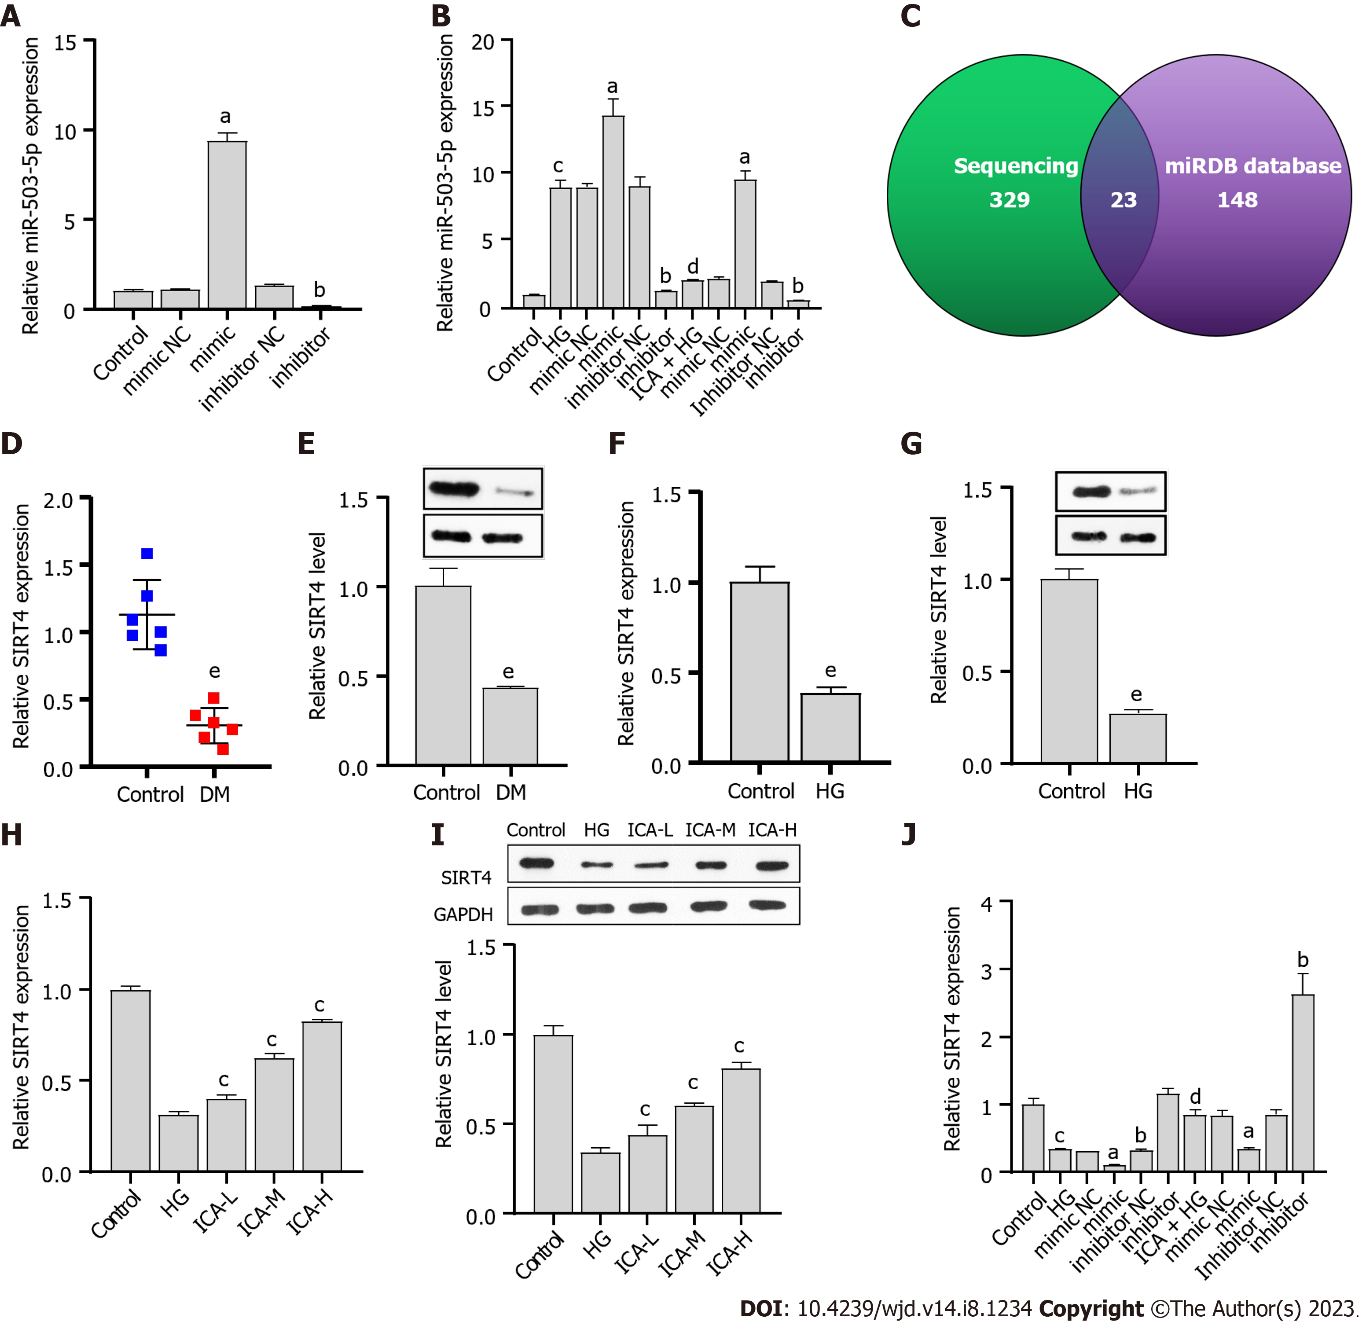 A
Relative miR-503-5p expression
15
10
5
0
a
b
Control
mimic NC
mimic
inhibitor NC
inhibitor
B
Relative miR-503-5p expression
20
15
10
5
0
c
a
b
d
a
b
Control
HG
mimic NC
mimic
inhibitor NC
inhibitor
ICA + HG
mimic NC
mimic
Inhibitor NC
inhibitor
C
Sequencing
329
23
miRDB database
148
D
Relative SIRT4 expression
2.0
1.5
1.0
0.5
0.0
e
Control DM
E
Relative SIRT4 level
1.5
1.0
0.5
0.0
e
Control DM
F
Relative SIRT4 expression
1.5
1.0
0.5
0.0
e
Control HG
G
Relative SIRT4 level
1.5
1.0
0.5
0.0
e
Control HG
H
Relative SIRT4 expression
1.5
1.0
0.5
0.0
c
c
c
Control
HG
ICA-L
ICA-M
ICA-H
I
Control HG ICA-L ICA-M ICA-H
SIRT4
GAPDH
Relative SIRT4 level
1.5
1.0
0.5
0.0
c
c
c
Control
HG
ICA-L
ICA-M
ICA-H
J
Relative SIRT4 expression
4
3
2
1
0
c
a
b
d
a
b
Control
HG
mimic NC
mimic
inhibitor NC
inhibitor
ICA + HG
mimic NC
mimic
Inhibitor NC
inhibitor
DOI: 10.4239/wjd.v14.i8.1234 Copyright ©The Author(s) 2023.